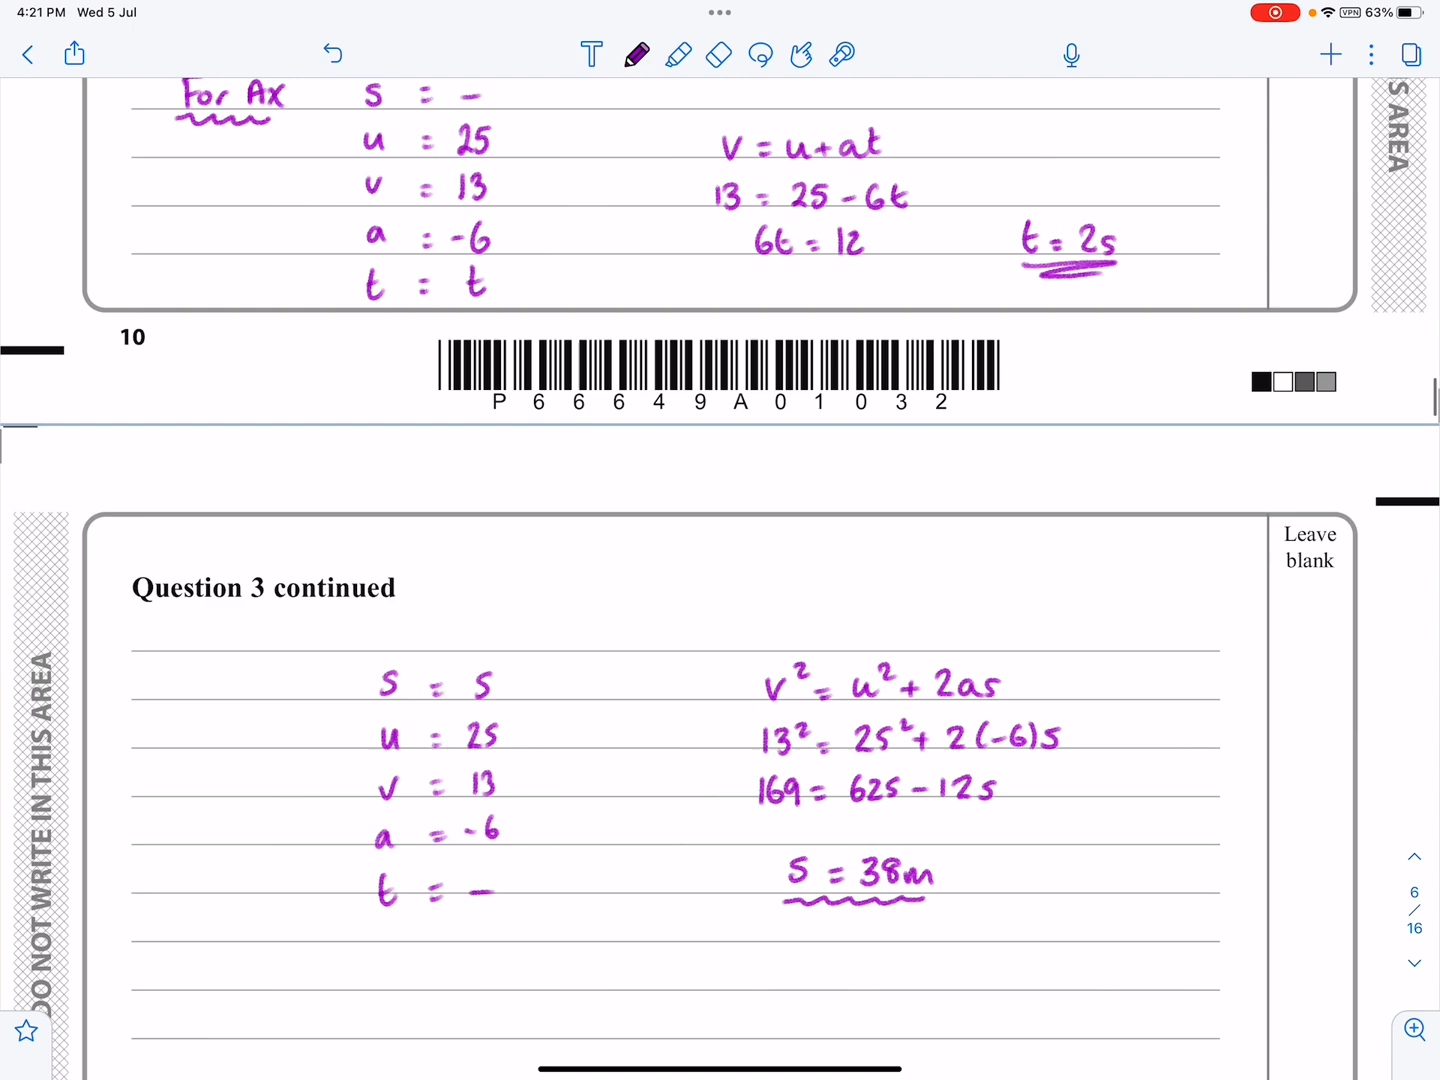 4:21 PM Wed 5 Jul
VPN 63%
For Ax
s = -
u = 25
v = 13
a = -6
t = t
v = u + at
13 = 25 - 6t
6t = 12
t = 2s
S AREA
10
P 6 6 6 4 9 A 0 1 0 3 2
Leave
blank
Question 3 continued
DO NOT WRITE IN THIS AREA
s = s
u = 25
v = 13
a = -6
t = -
v² = u² + 2as
13² = 25² + 2(-6)s
169 = 625 - 12s
s = 38m
6
/
16